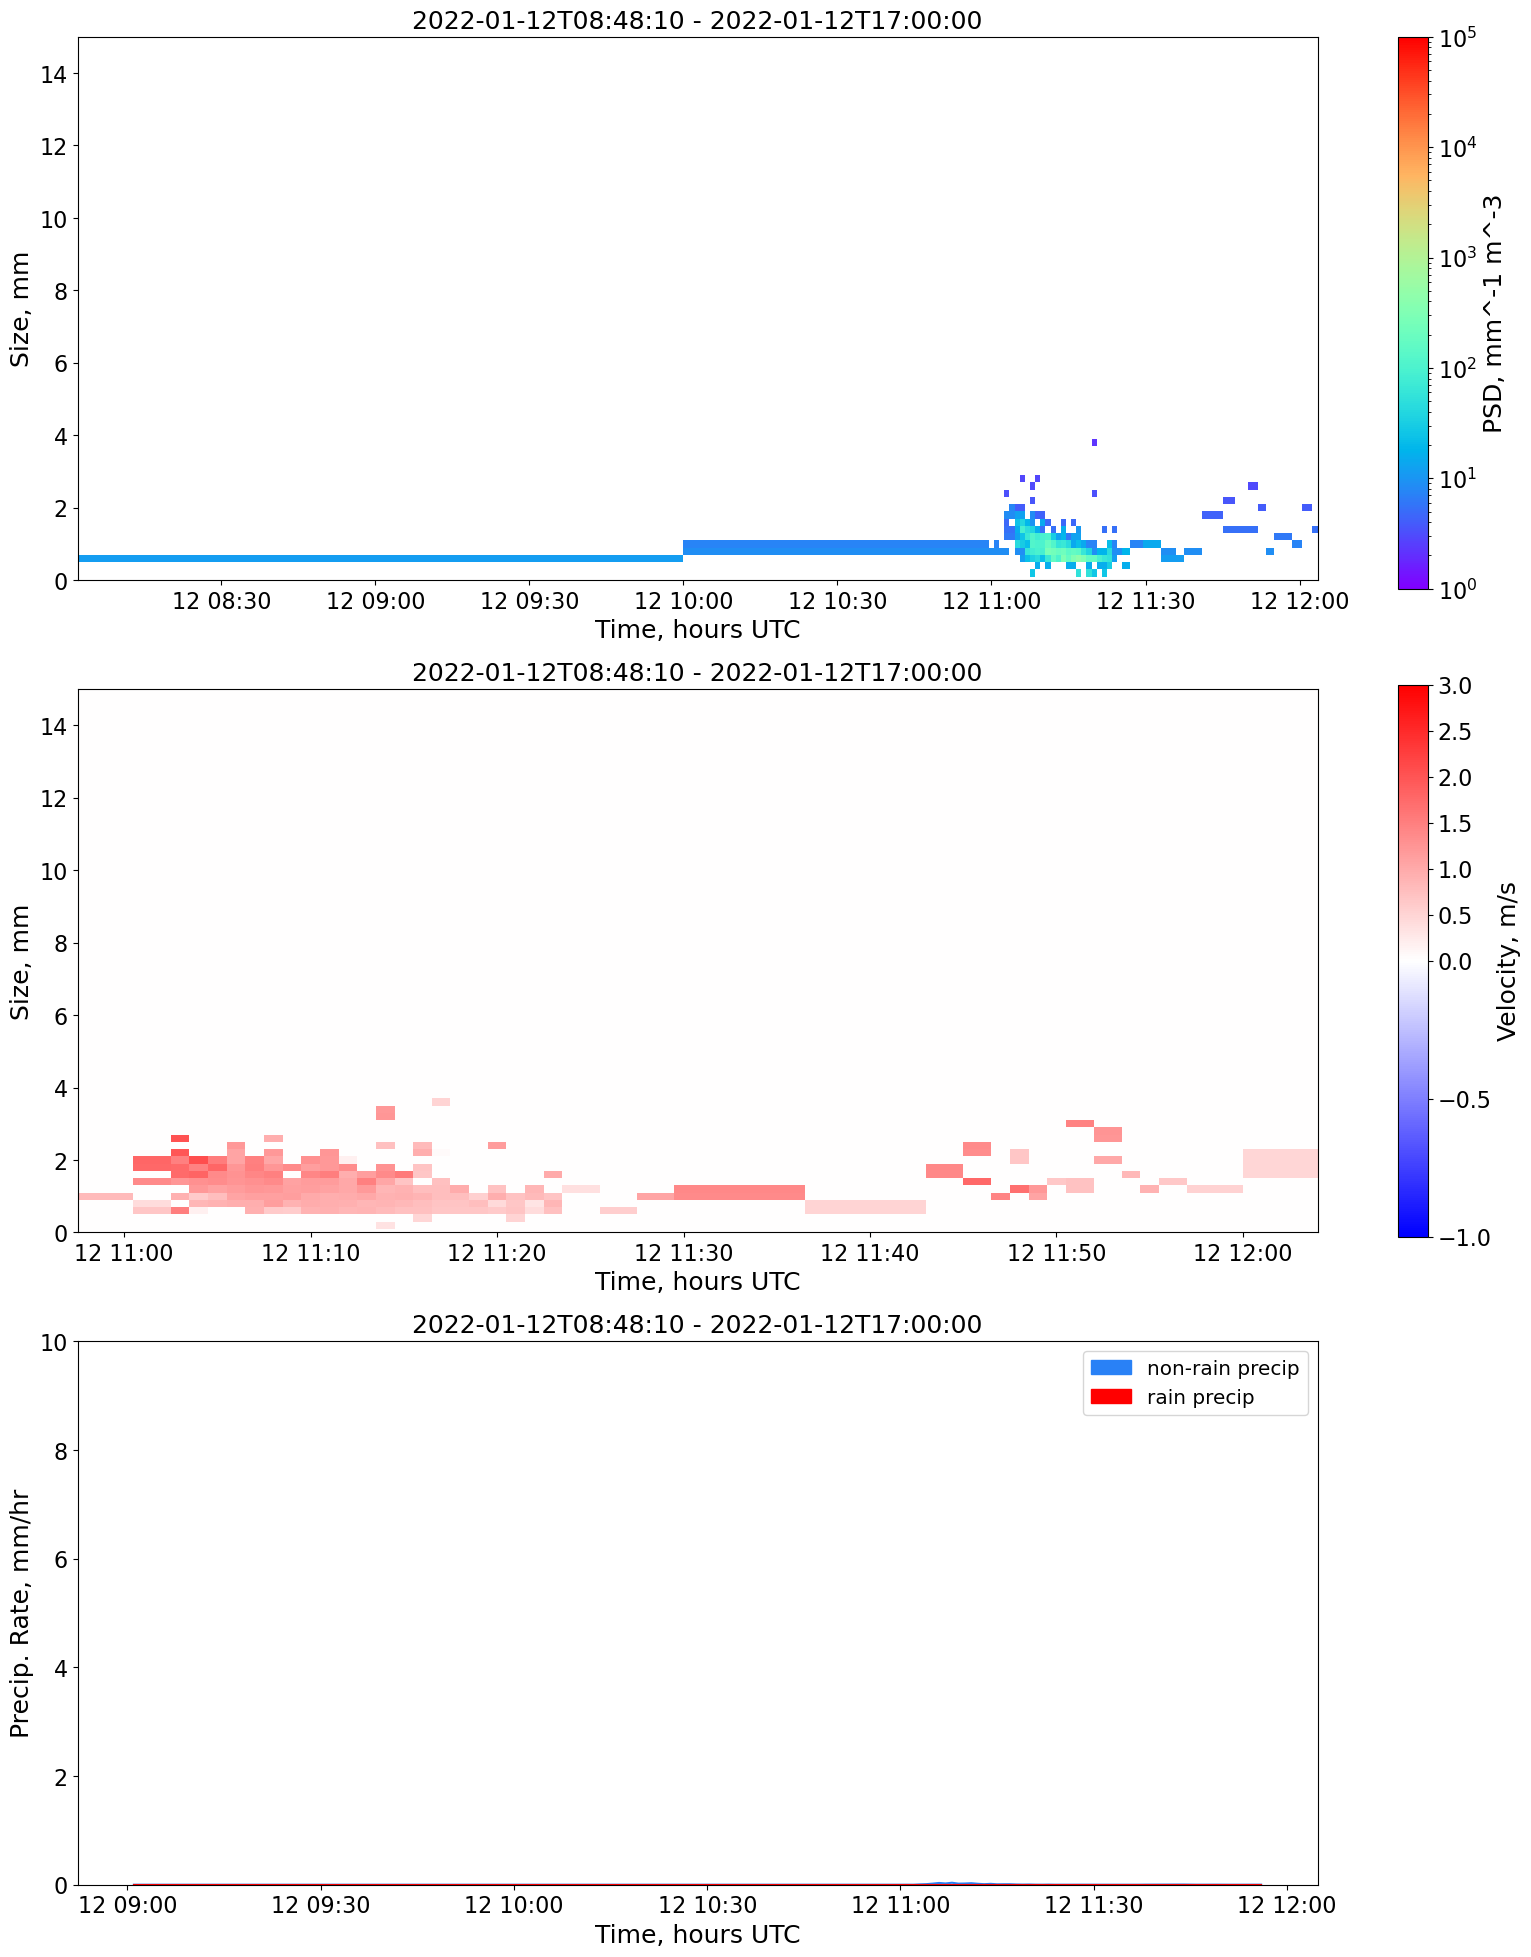 2022-01-12T08:48:10 - 2022-01-12T17:00:00
14
12
10
8
6
4
2
0
Size, mm
12 08:30 12 09:00 12 09:30 12 10:00 12 10:30 12 11:00 12 11:30 12 12:00
Time, hours UTC
10^5
10^4
10^3
10^2
10^1
10^0
PSD, mm^-1 m^-3
2022-01-12T08:48:10 - 2022-01-12T17:00:00
14
12
10
8
6
4
2
0
Size, mm
12 11:00 12 11:10 12 11:20 12 11:30 12 11:40 12 11:50 12 12:00
Time, hours UTC
3.0
2.5
2.0
1.5
1.0
0.5
0.0
−0.5
−1.0
Velocity, m/s
2022-01-12T08:48:10 - 2022-01-12T17:00:00
10
8
6
4
2
0
Precip. Rate, mm/hr
non-rain precip
rain precip
12 09:00 12 09:30 12 10:00 12 10:30 12 11:00 12 11:30 12 12:00
Time, hours UTC